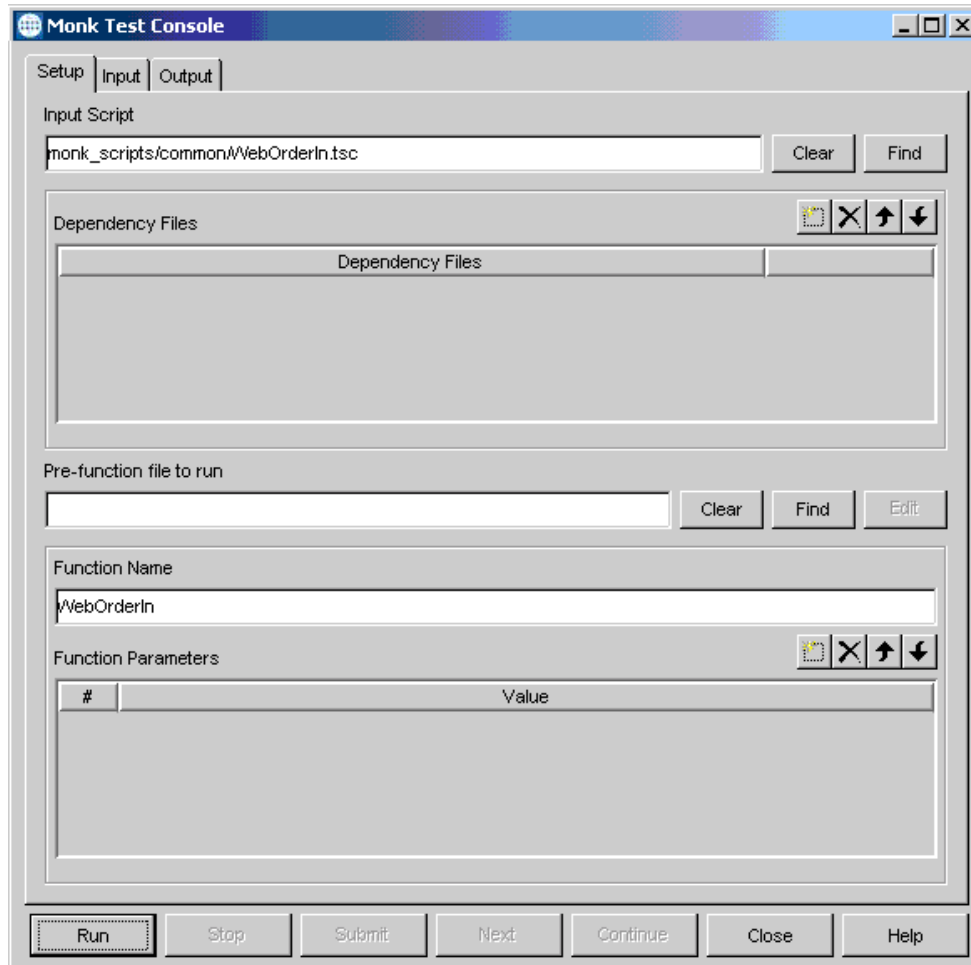 Monk Test Console
Setup Input Output
Input Script
monk_scripts/common/WebOrderIn.tsc Clear Find
Dependency Files
Dependency Files
Pre-function file to run
Clear Find Edit
Function Name
WebOrderIn
Function Parameters
# Value
Run Stop Submit Next Continue Close Help